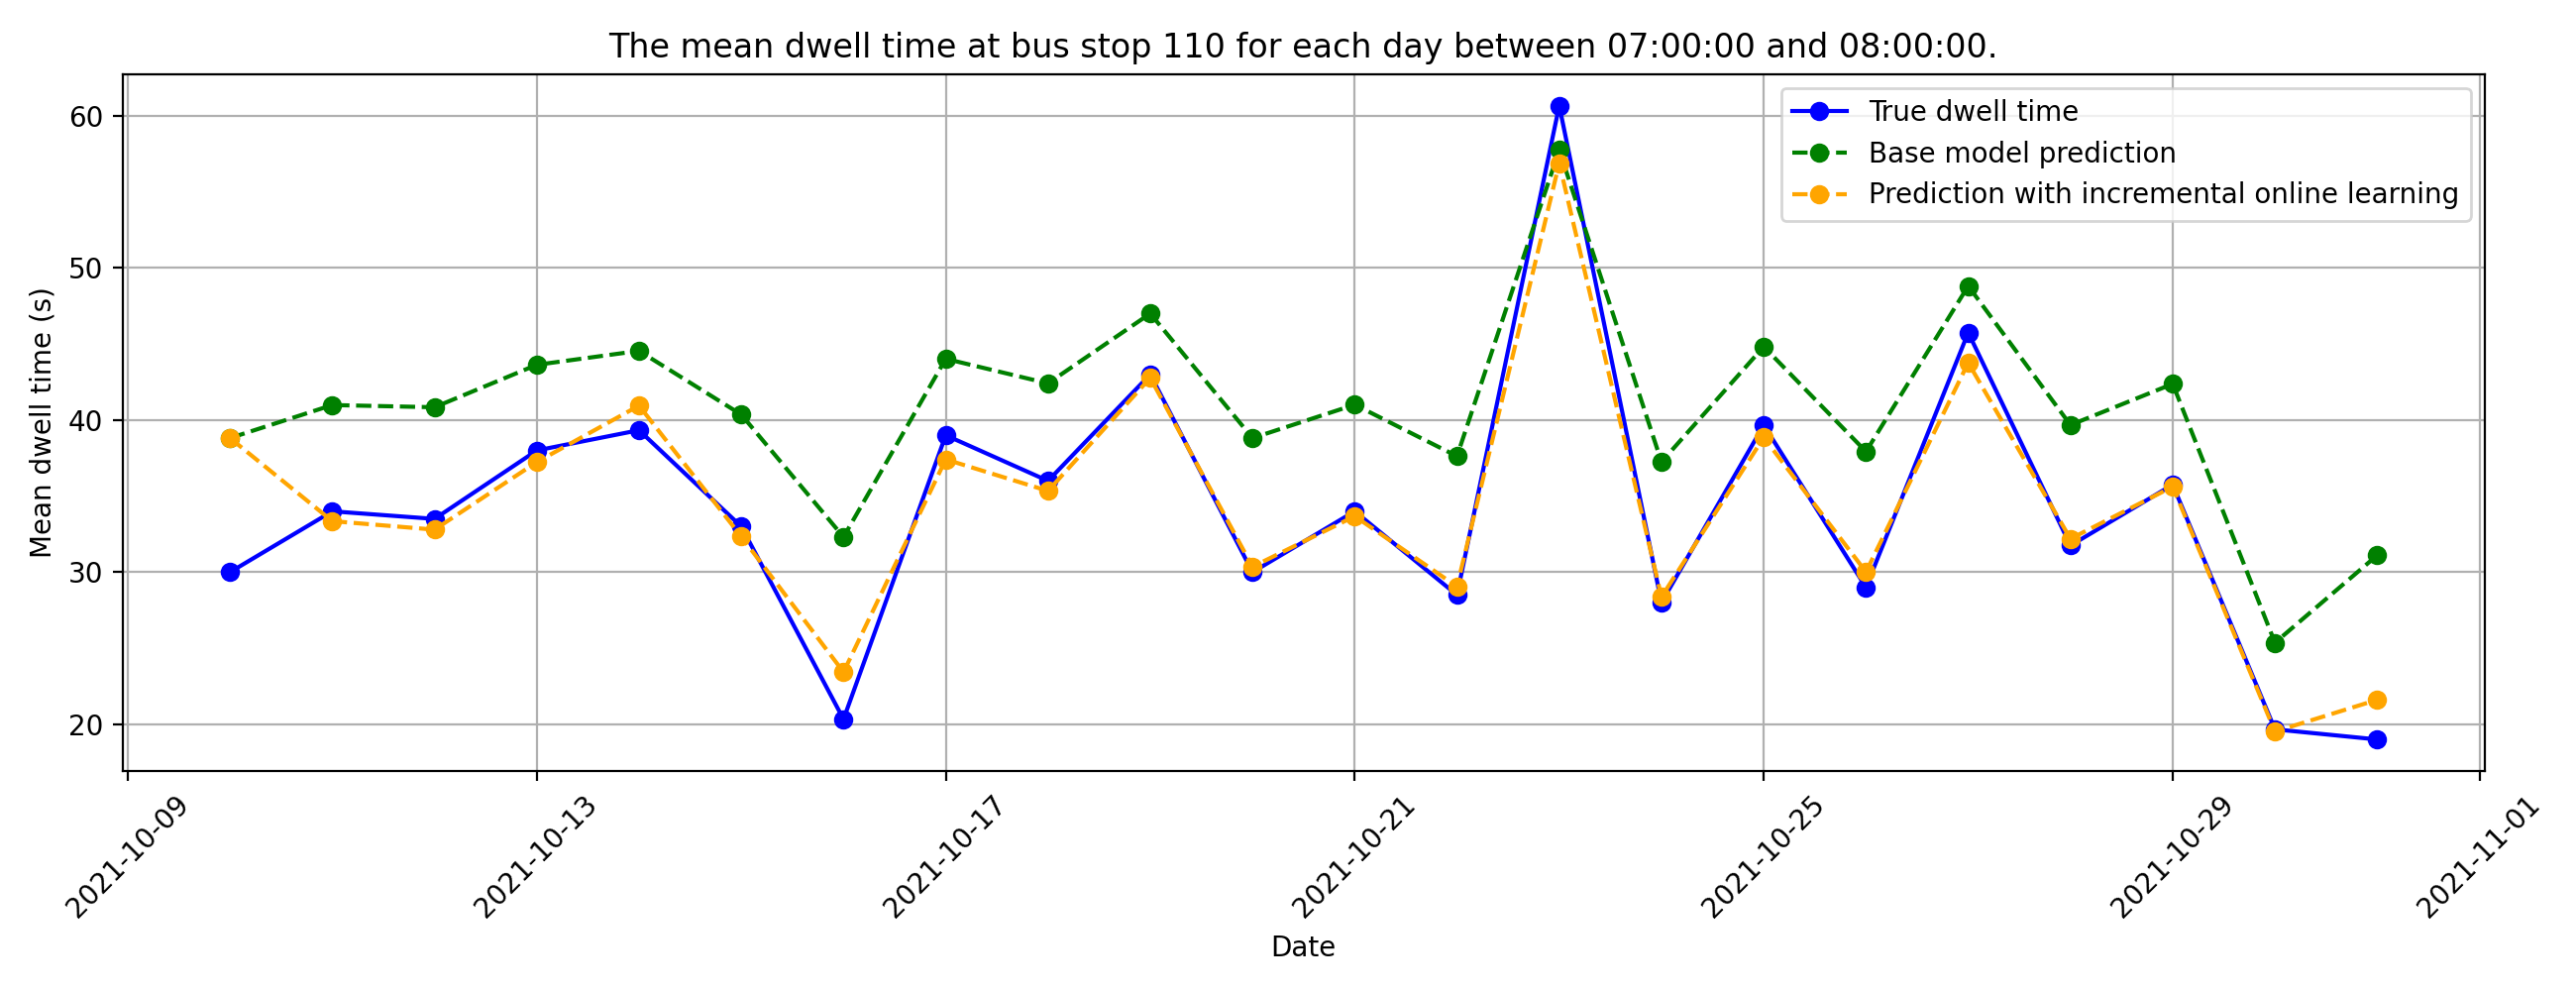 The mean dwell time at bus stop 110 for each day between 07:00:00 and 08:00:00.
True dwell time
Base model prediction
Prediction with incremental online learning
Mean dwell time (s)
60
50
40
30
20
2021-10-09
2021-10-13
2021-10-17
2021-10-21
2021-10-25
2021-10-29
2021-11-01
Date